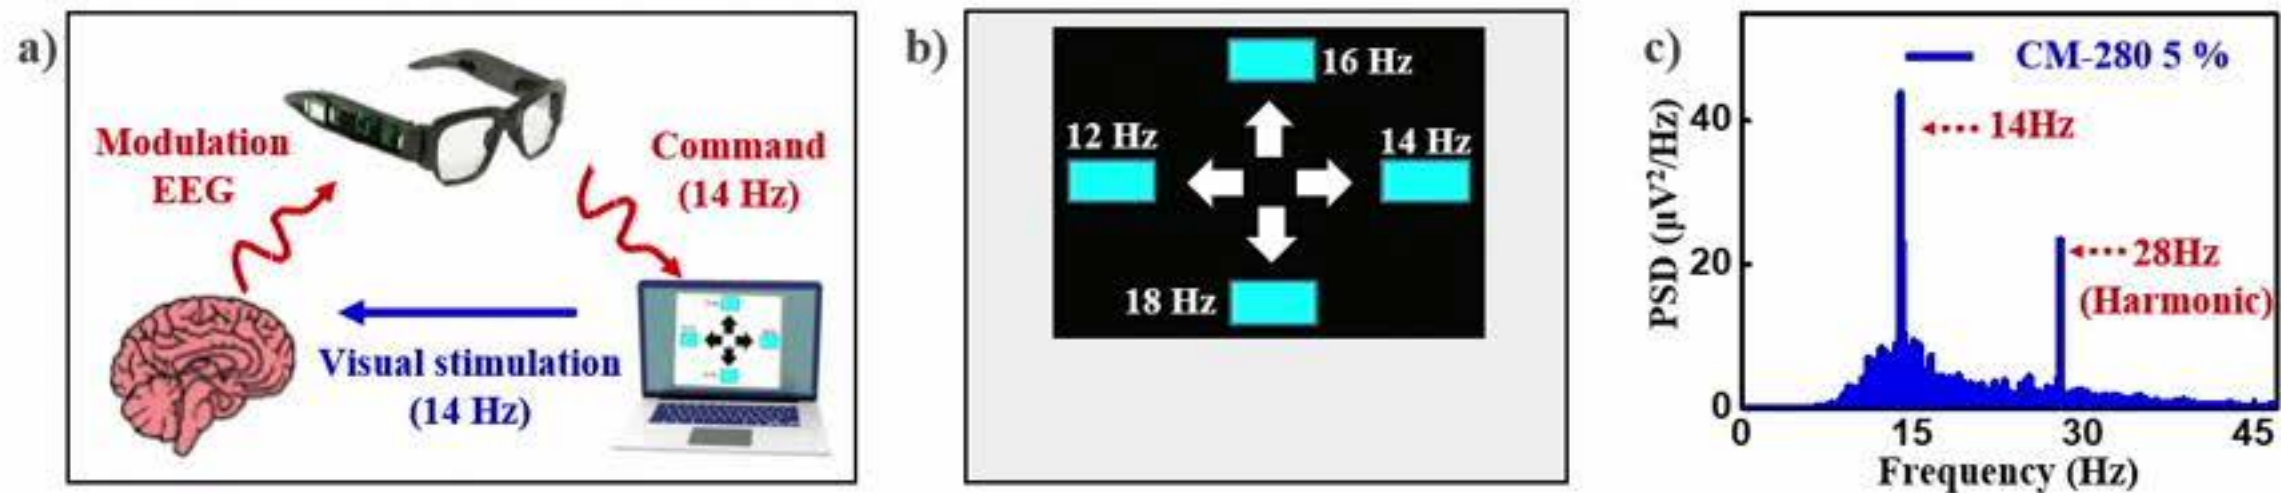 a)
Modulation
EEG
Command
(14 Hz)
Visual stimulation
(14 Hz)
b)
16 Hz
12 Hz
14 Hz
18 Hz
c)
CM-280 5 %
14Hz
28Hz
(Harmonic)
PSD (μV²/Hz)
40
20
0
0 15 30 45
Frequency (Hz)